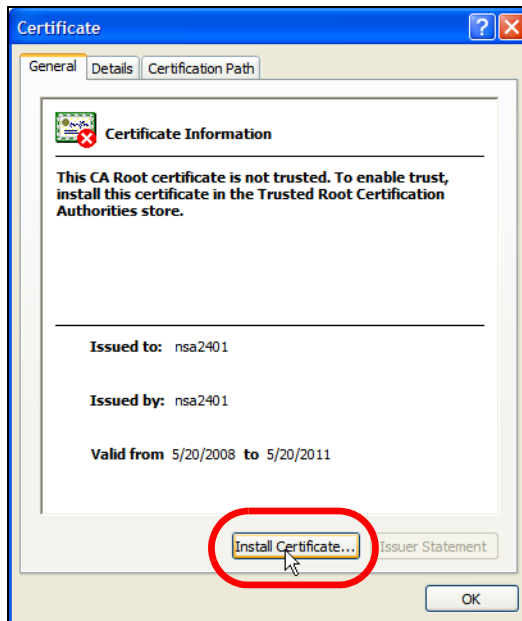 Certificate
General Details Certification Path
Certificate Information
This CA Root certificate is not trusted. To enable trust,
install this certificate in the Trusted Root Certification
Authorities store.
Issued to: nsa2401
Issued by: nsa2401
Valid from 5/20/2008 to 5/20/2011
Install Certificate... Issuer Statement
OK